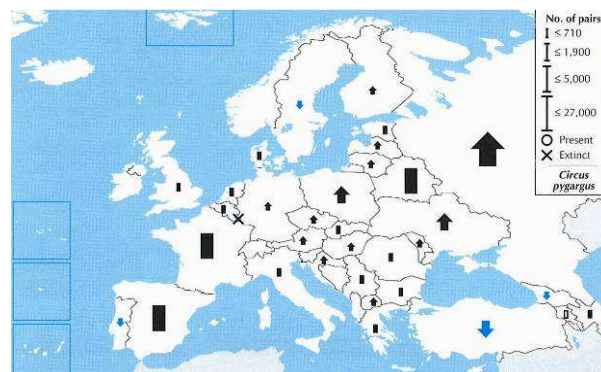 No. of pairs
≤ 710
≤ 1,900
≤ 5,000
≤ 27,000
Present
Extinct
Circus
pygargus